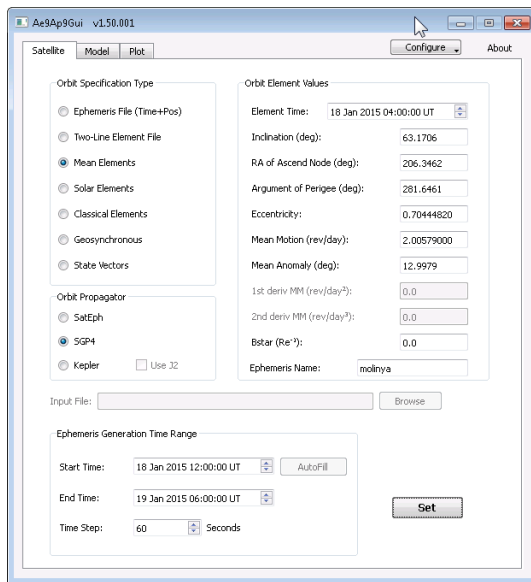 Ae9Ap9Gui v1.50.001
Satellite Model Plot Configure About
Orbit Specification Type
Ephemeris File (Time+Pos)
Two-Line Element File
Mean Elements
Solar Elements
Classical Elements
Geosynchronous
State Vectors
Orbit Propagator
SatEph
SGP4
Kepler Use J2
Orbit Element Values
Element Time: 18 Jan 2015 04:00:00 UT
Inclination (deg): 63.1706
RA of Ascend Node (deg): 206.3462
Argument of Perigee (deg): 281.6461
Eccentricity: 0.70444820
Mean Motion (rev/day): 2.00579000
Mean Anomaly (deg): 12.9979
1st deriv MM (rev/day²): 0.0
2nd deriv MM (rev/day³): 0.0
Bstar (Re⁻¹): 0.0
Ephemeris Name: molinya
Input File: Browse
Ephemeris Generation Time Range
Start Time: 18 Jan 2015 12:00:00 UT AutoFill
End Time: 19 Jan 2015 06:00:00 UT
Time Step: 60 Seconds
Set